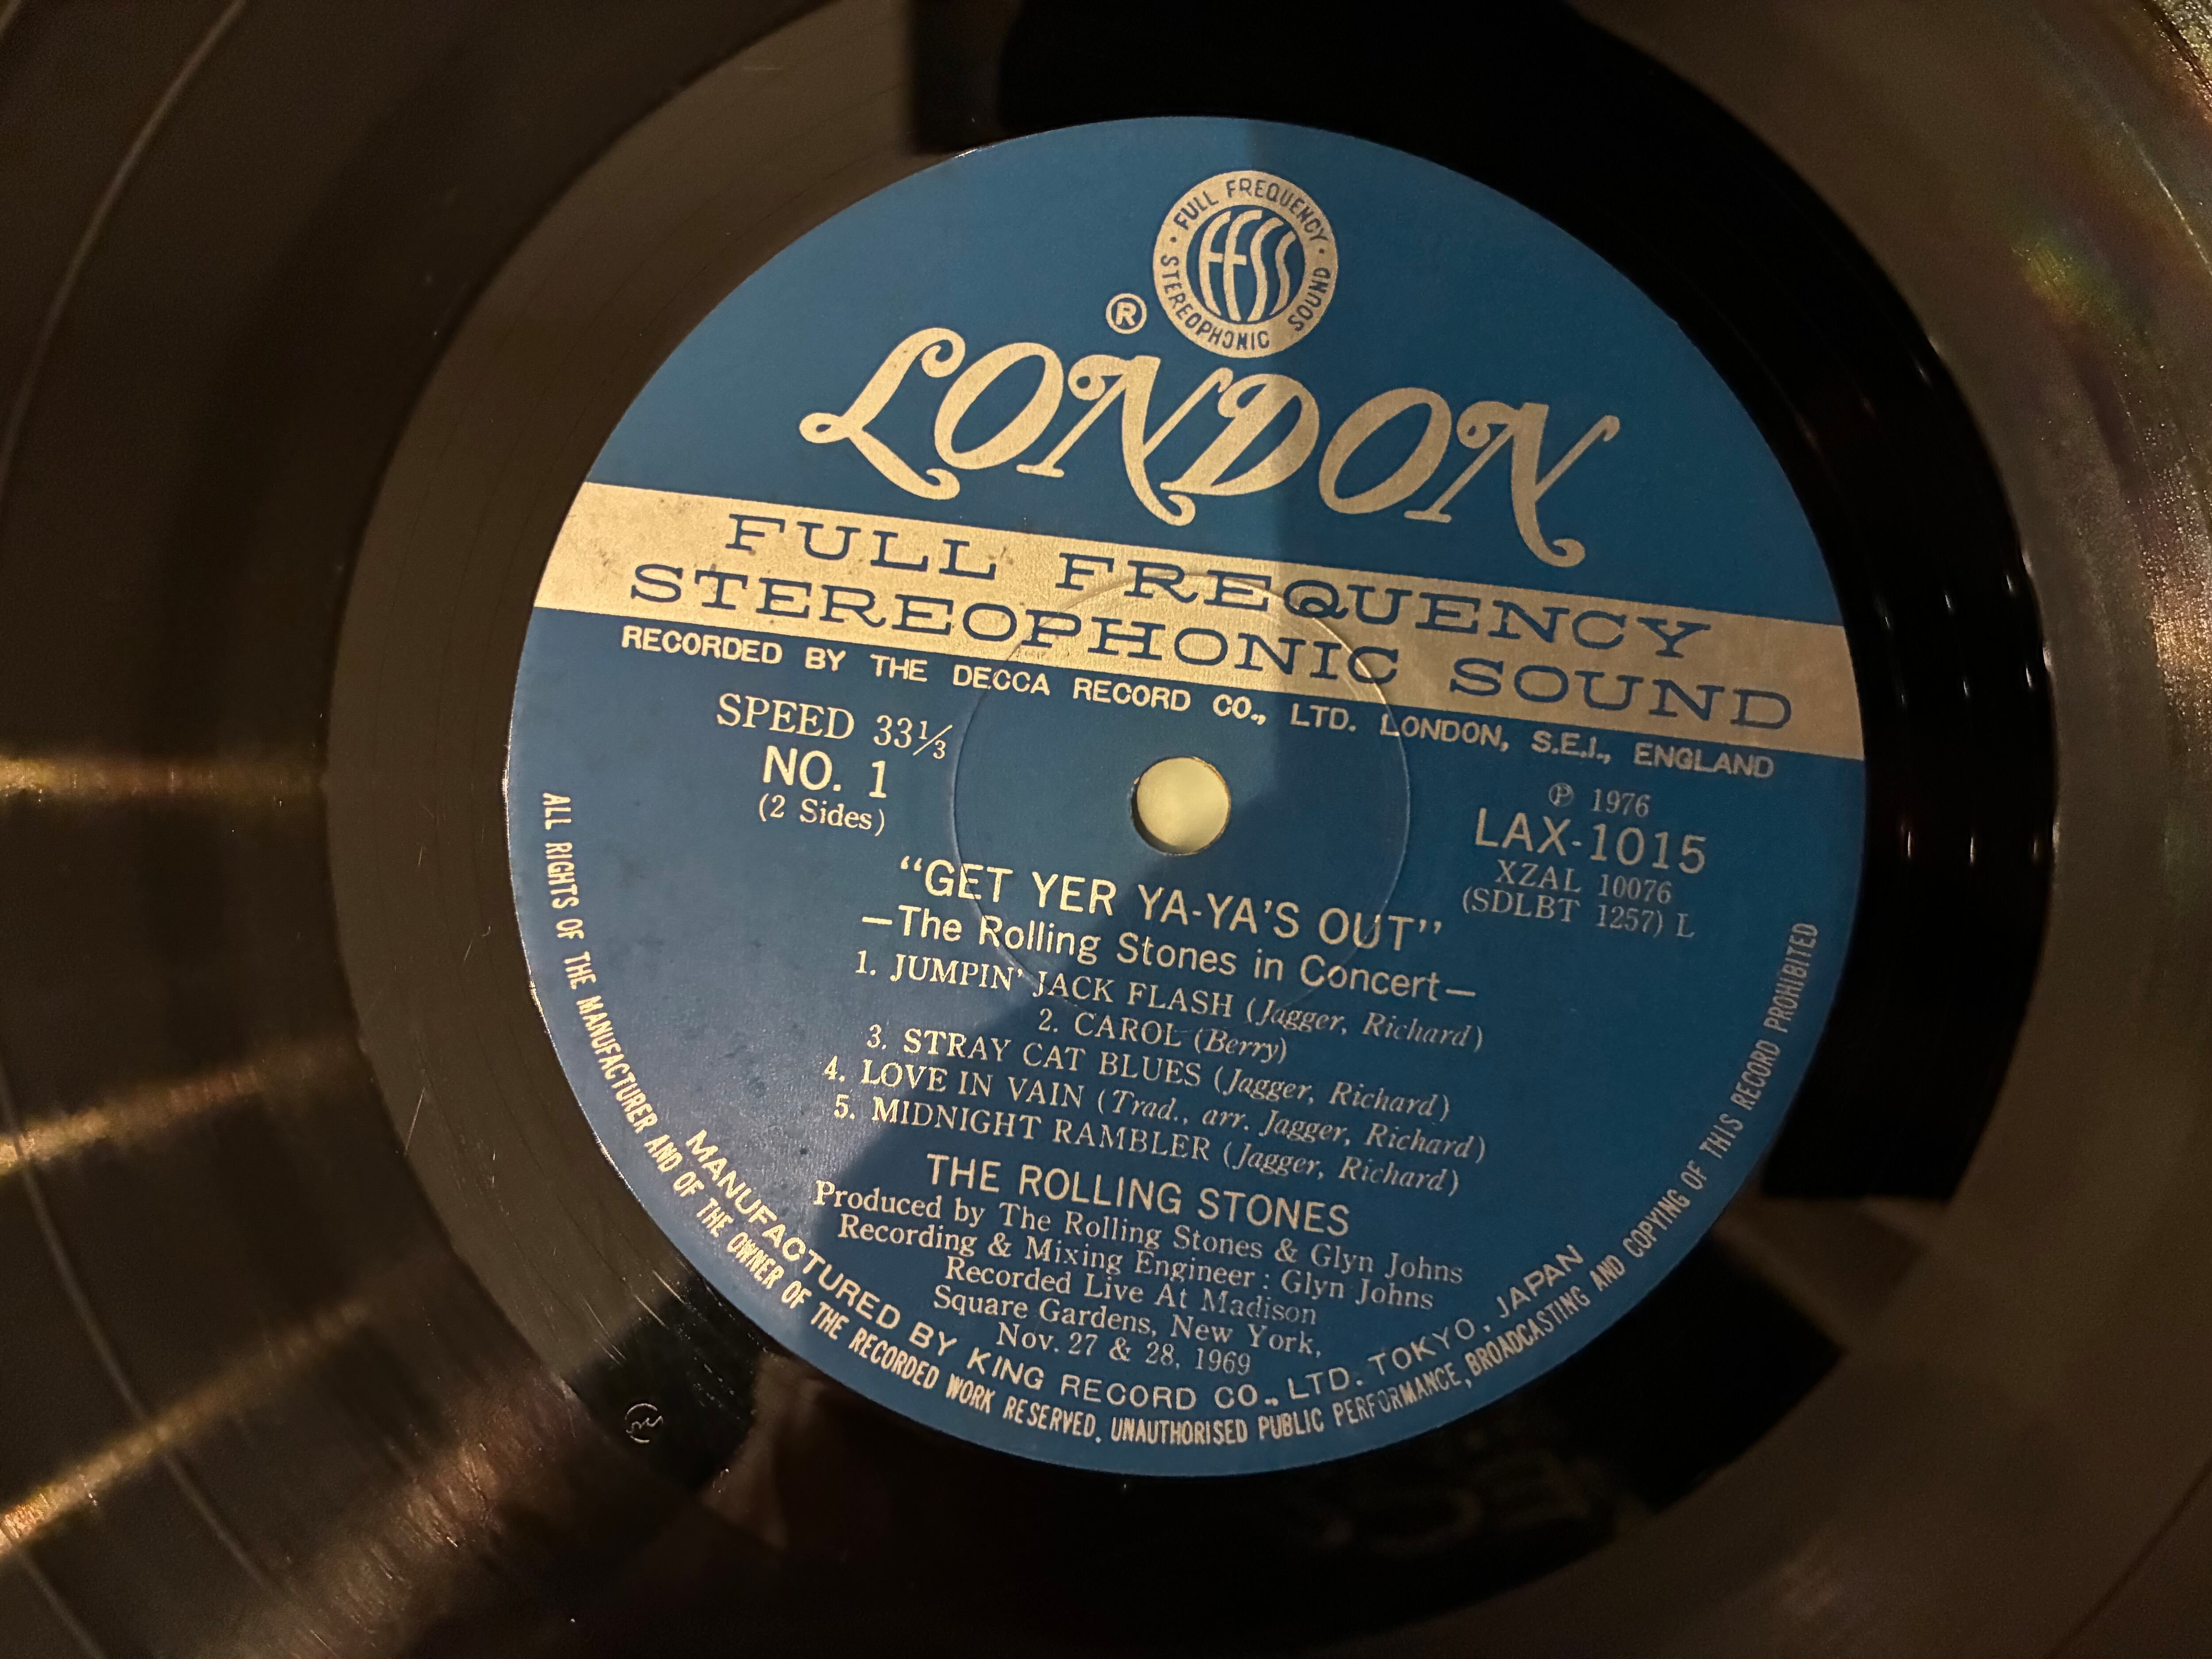 · FULL FREQUENCY · STEREOPHONIC SOUND
FFSS
®
LONDON
FULL FREQUENCY
STEREOPHONIC SOUND
RECORDED BY THE DECCA RECORD CO., LTD. LONDON, S.E.I., ENGLAND
SPEED 33⅓
NO. 1
(2 Sides)
℗ 1976
LAX-1015
XZAL 10076
(SDLBT 1257) L
“GET YER YA-YA'S OUT”
—The Rolling Stones in Concert—
1. JUMPIN' JACK FLASH (Jagger, Richard)
2. CAROL (Berry)
3. STRAY CAT BLUES (Jagger, Richard)
4. LOVE IN VAIN (Trad., arr. Jagger, Richard)
5. MIDNIGHT RAMBLER (Jagger, Richard)
THE ROLLING STONES
Produced by The Rolling Stones & Glyn Johns
Recording & Mixing Engineer : Glyn Johns
Recorded Live At Madison
Square Gardens, New York,
Nov. 27 & 28, 1969
MANUFACTURED BY KING RECORD CO., LTD. TOKYO. JAPAN
ALL RIGHTS OF THE MANUFACTURER AND OF THE OWNER OF THE RECORDED WORK RESERVED. UNAUTHORISED PUBLIC PERFORMANCE, BROADCASTING AND COPYING OF THIS RECORD PROHIBITED